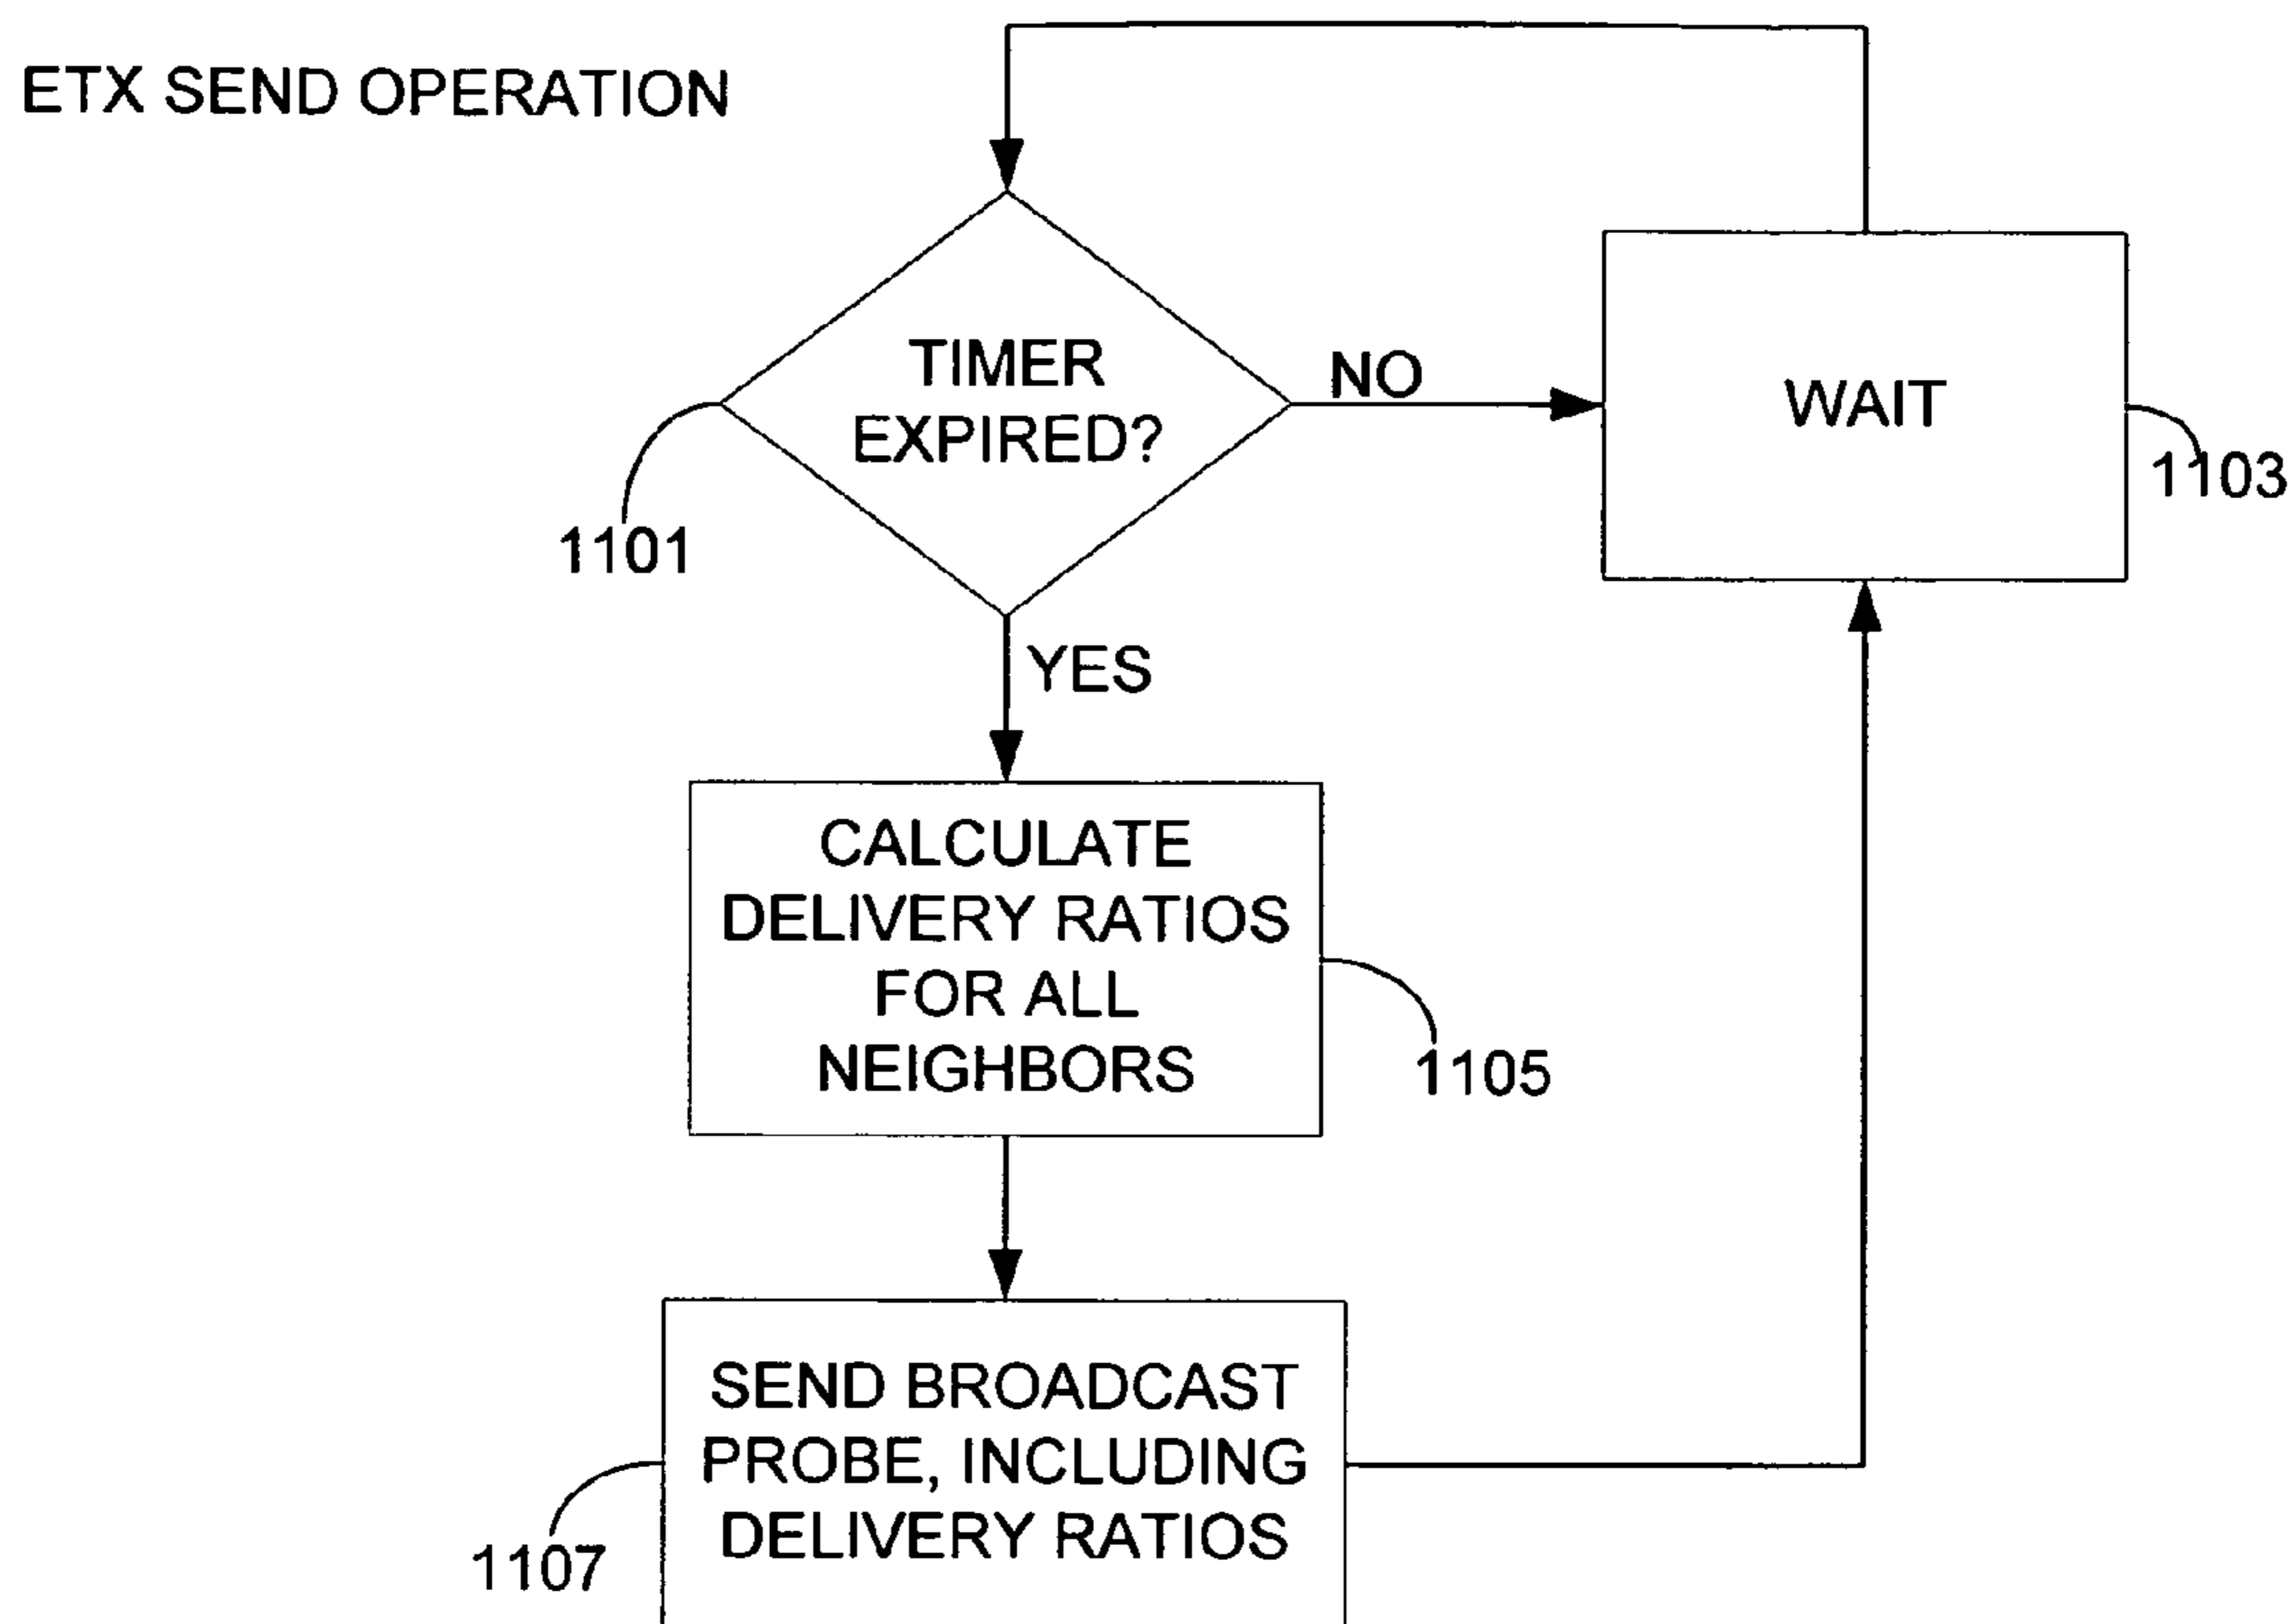 ETX SEND OPERATION
TIMER
EXPIRED?
NO
WAIT
1103
1101
YES
CALCULATE
DELIVERY RATIOS
FOR ALL
NEIGHBORS
1105
SEND BROADCAST
PROBE, INCLUDING
DELIVERY RATIOS
1107